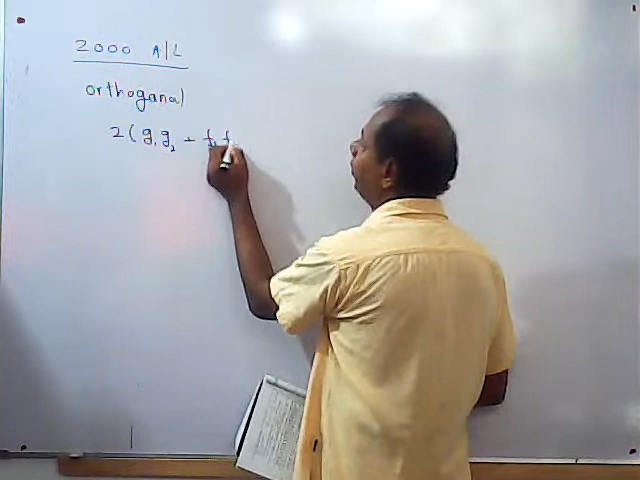 2000 A/L
orthoganal
2(g₁g₂ + f₁f